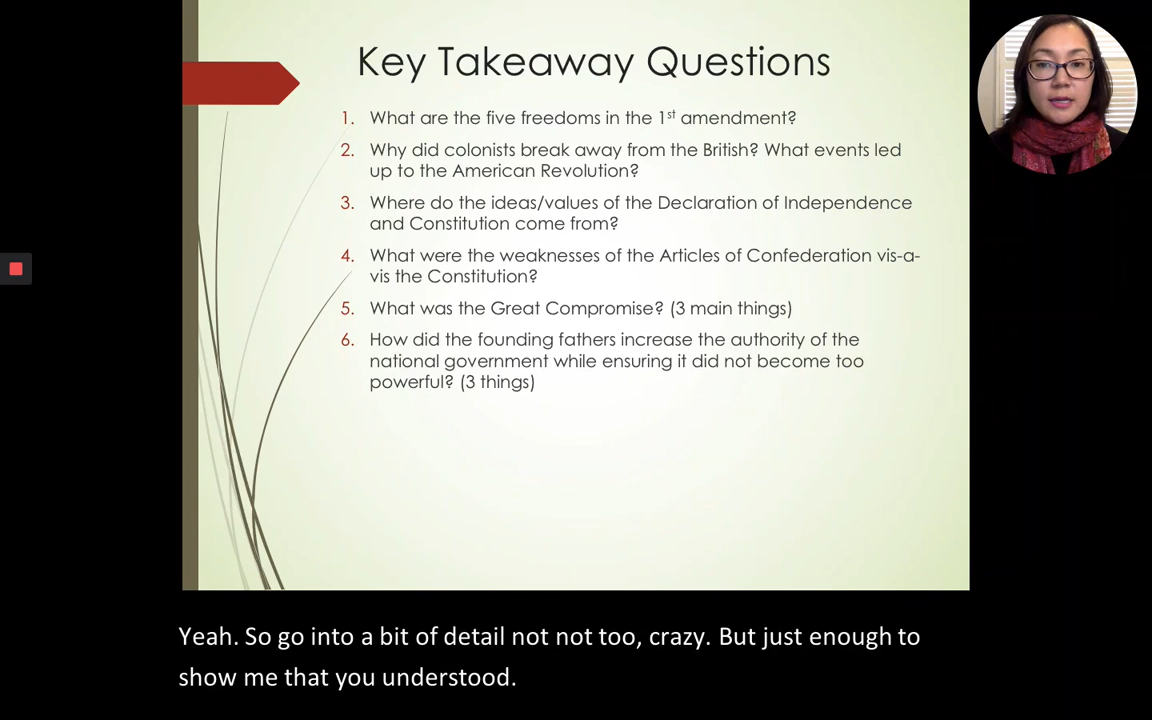 Key Takeaway Questions
1. What are the five freedoms in the 1st amendment?
2. Why did colonists break away from the British? What events led
up to the American Revolution?
3. Where do the ideas/values of the Declaration of Independence
and Constitution come from?
4. What were the weaknesses of the Articles of Confederation vis-a-
vis the Constitution?
5. What was the Great Compromise? (3 main things)
6. How did the founding fathers increase the authority of the
national government while ensuring it did not become too
powerful? (3 things)
Yeah. So go into a bit of detail not not too, crazy. But just enough to
show me that you understood.